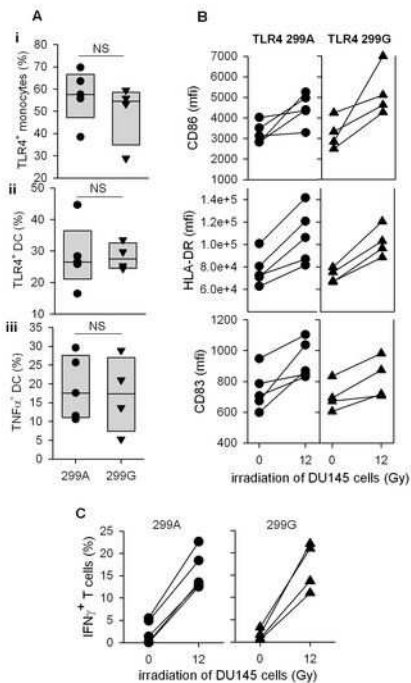 A
i
NS
TLR4+ monocytes (%)
80
70
60
50
40
30
ii
NS
TLR4+ DC (%)
50
40
30
20
10
iii
NS
TNFα+ DC (%)
35
30
25
20
15
10
5
0
299A
299G
B
TLR4 299A
TLR4 299G
CD86 (mfi)
7000
6000
5000
4000
3000
2000
1000
HLA-DR (mfi)
1.4e+5
1.2e+5
1.0e+5
8.0e+4
6.0e+4
CD83 (mfi)
1200
1000
800
600
400
0 12 0 12
irradiation of DU145 cells (Gy)
C
299A
299G
IFNγ+ T cells (%)
25
20
15
10
5
0
0 12 0 12
irradiation of DU145 cells (Gy)